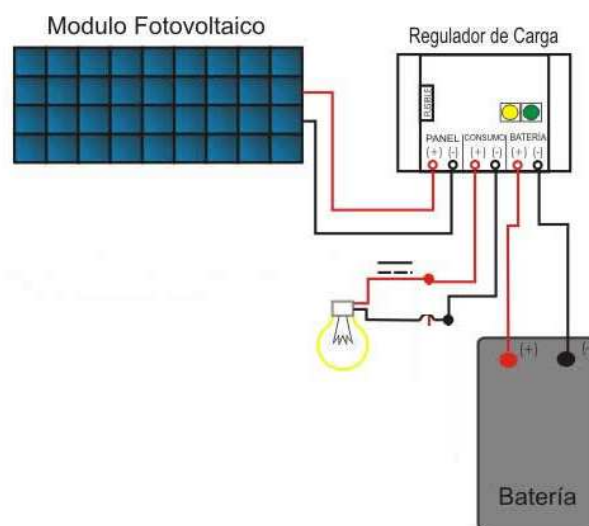 Modulo Fotovoltaico
Regulador de Carga
FUSIBLE
PANEL CONSUMO BATERÍA
(+) (-) (+) (-) (+) (-)
(+) (-
Batería